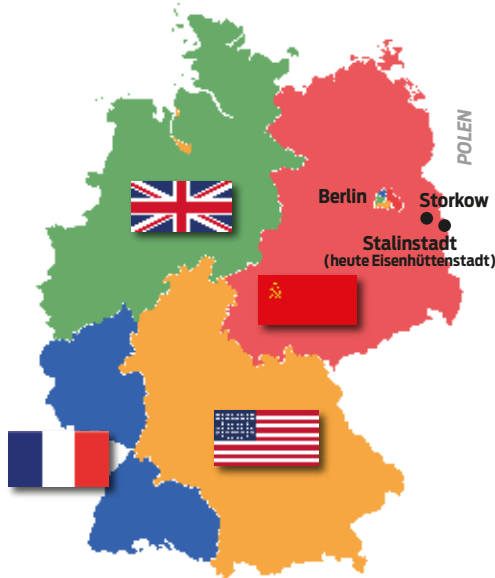 POLEN
Berlin
Storkow
Stalinstadt
(heute Eisenhüttenstadt)